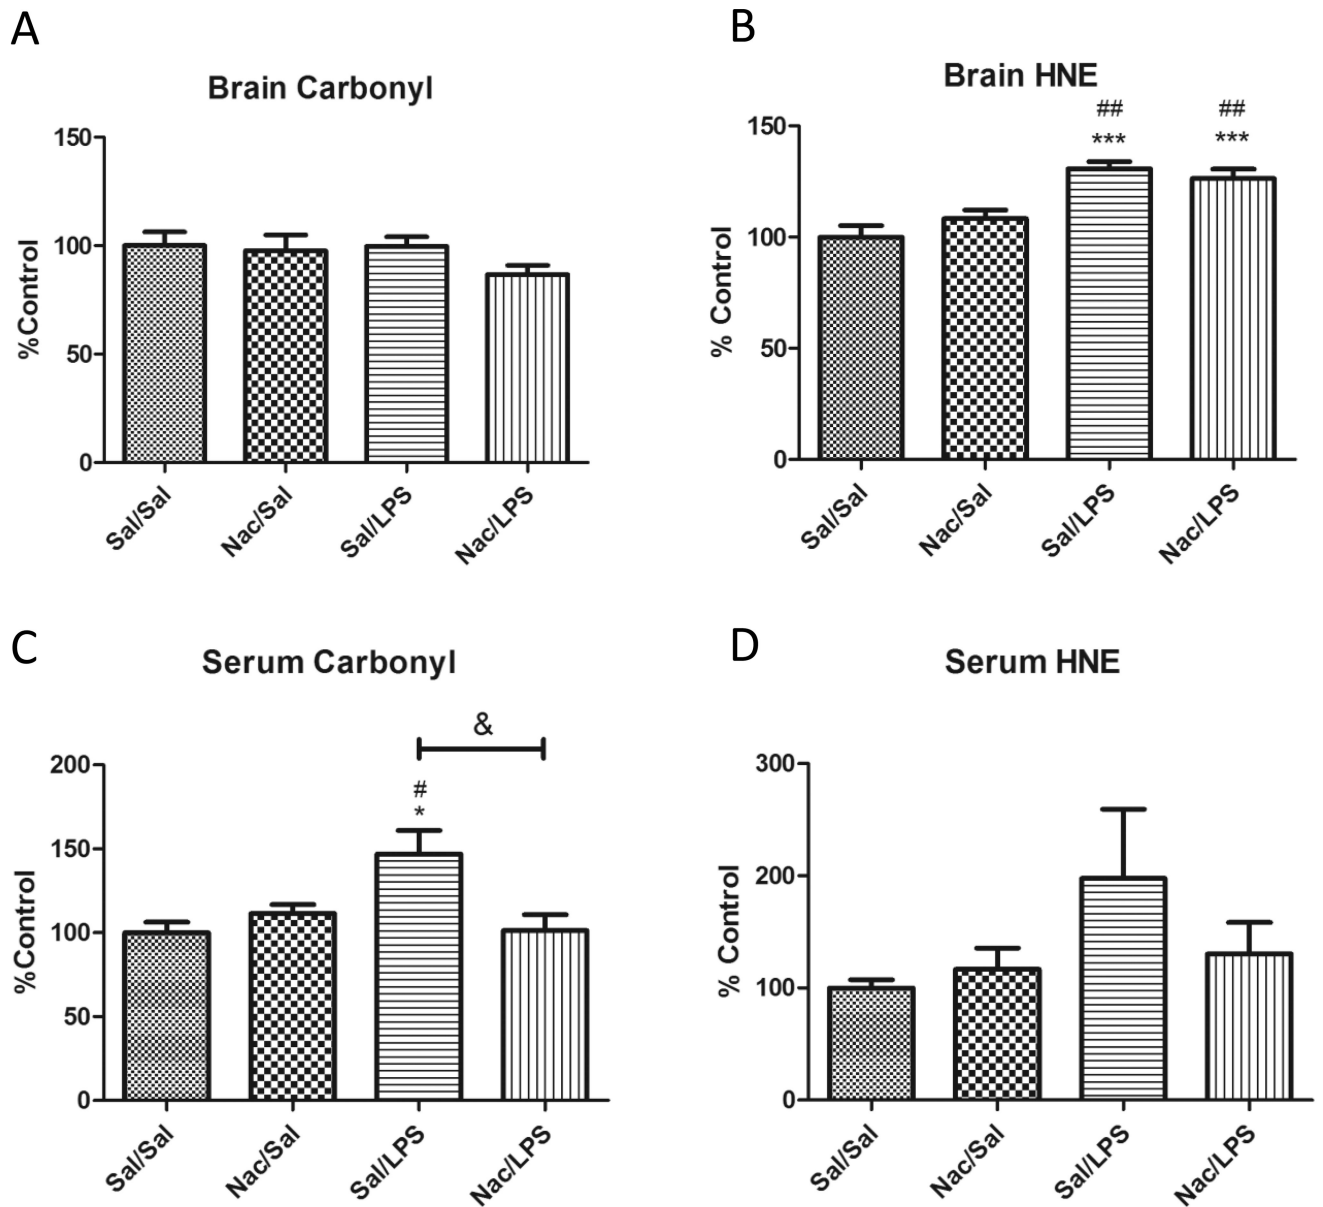 A
Brain Carbonyl
%Control
150
100
50
0
Sal/Sal
Nac/Sal
Sal/LPS
Nac/LPS
B
Brain HNE
% Control
150
100
50
0
##
***
##
***
Sal/Sal
Nac/Sal
Sal/LPS
Nac/LPS
C
Serum Carbonyl
%Control
200
150
100
50
0
&
#
*
Sal/Sal
Nac/Sal
Sal/LPS
Nac/LPS
D
Serum HNE
% Control
300
200
100
0
Sal/Sal
Nac/Sal
Sal/LPS
Nac/LPS